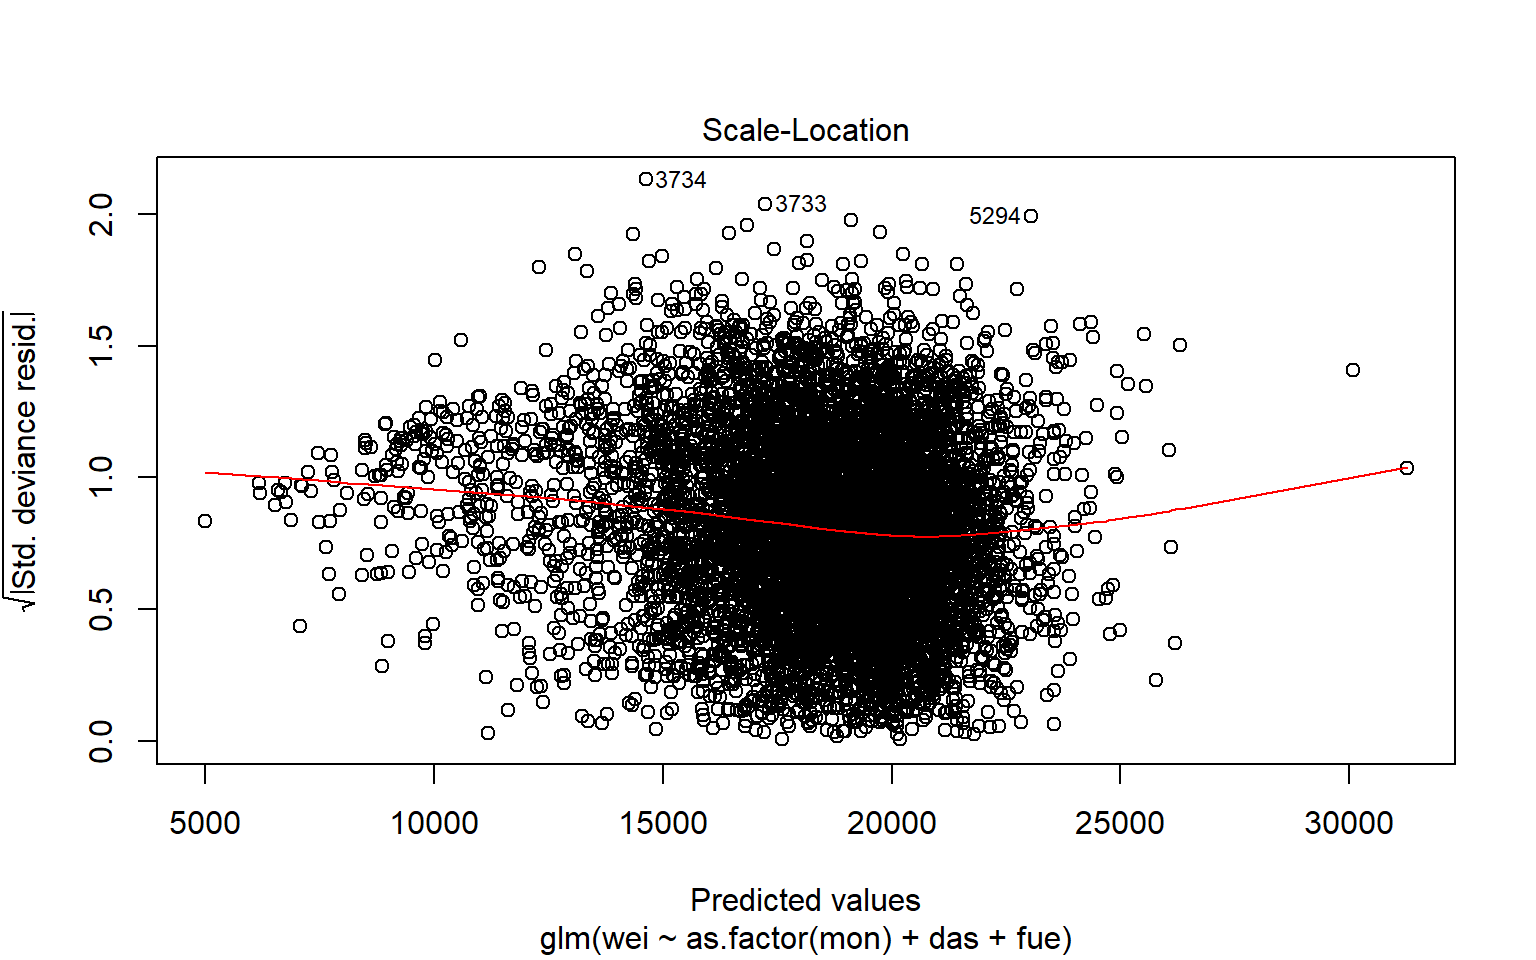 Scale-Location
√|Std. deviance resid.|
2.0
1.5
1.0
0.5
0.0
3734
3733
5294
5000 10000 15000 20000 25000 30000
Predicted values
glm(wei ~ as.factor(mon) + das + fue)